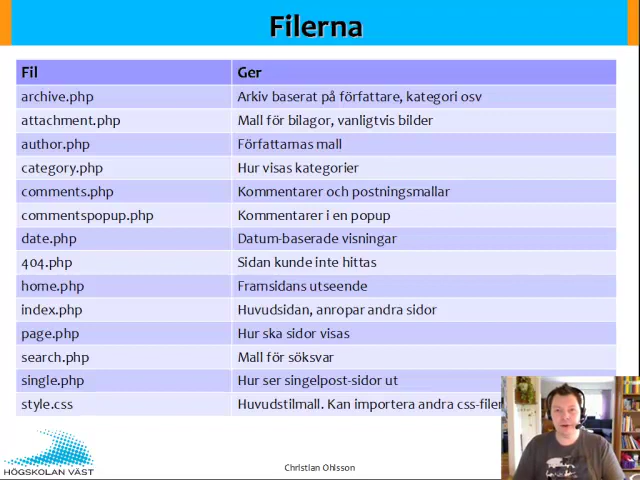 Filerna
Fil Ger
archive.php Arkiv baserat på författare, kategori osv
attachment.php Mall för bilagor, vanligtvis bilder
author.php Författarnas mall
category.php Hur visas kategorier
comments.php Kommentarer och postningsmallar
commentspopup.php Kommentarer i en popup
date.php Datum-baserade visningar
404.php Sidan kunde inte hittas
home.php Framsidans utseende
index.php Huvudsidan, anropar andra sidor
page.php Hur ska sidor visas
search.php Mall för söksvar
single.php Hur ser singelpost-sidor ut
style.css Huvudstilmall. Kan importera andra css-filer
HÖGSKOLAN VÄST
Christian Ohlsson